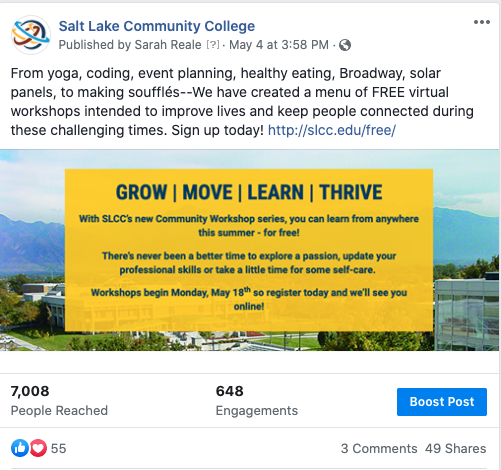 Salt Lake Community College
Published by Sarah Reale [?] · May 4 at 3:58 PM ·
From yoga, coding, event planning, healthy eating, Broadway, solar
panels, to making soufflés--We have created a menu of FREE virtual
workshops intended to improve lives and keep people connected during
these challenging times. Sign up today! http://slcc.edu/free/
GROW | MOVE | LEARN | THRIVE
With SLCC's new Community Workshop series, you can learn from anywhere
this summer - for free!
There's never been a better time to explore a passion, update your
professional skills or take a little time for some self-care.
Workshops begin Monday, May 18th so register today and we'll see you
online!
7,008
People Reached
648
Engagements
Boost Post
55
3 Comments 49 Shares